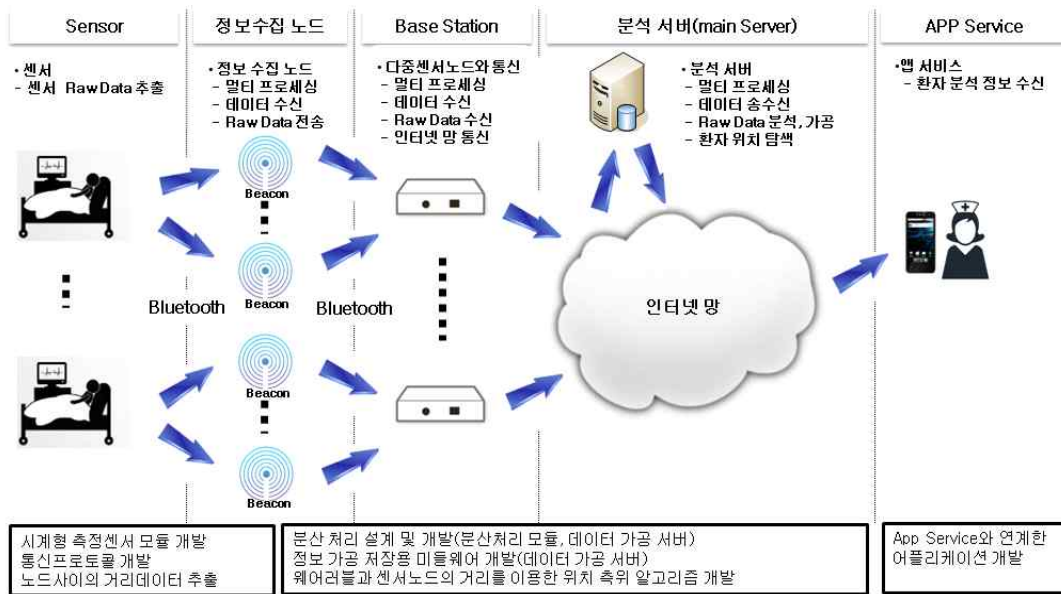 Sensor
정보수집 노드
Base Station
분석 서버(main Server)
APP Service
·센서
- 센서 Raw Data 추출
·정보 수집 노드
- 멀티 프로세싱
- 데이터 수신
- Raw Data 전송
·다중센서노드와 통신
- 멀티 프로세싱
- 데이터 수신
- Raw Data 수신
- 인터넷 망 통신
·분석 서버
- 멀티 프로세싱
- 데이터 송수신
- Raw Data 분석, 가공
- 환자 위치 탐색
·앱 서비스
- 환자 분석 정보 수신
Beacon
Beacon
Bluetooth
Bluetooth
인터넷 망
Beacon
Beacon
시계형 측정센서 모듈 개발
통신프로토콜 개발
노드사이의 거리데이터 추출
분산 처리 설계 및 개발(분산처리 모듈, 데이터 가공 서버)
정보 가공 저장용 미들웨어 개발(데이터 가공 서버)
웨어러블과 센서노드의 거리를 이용한 위치 측위 알고리즘 개발
App Service와 연계한
어플리케이션 개발